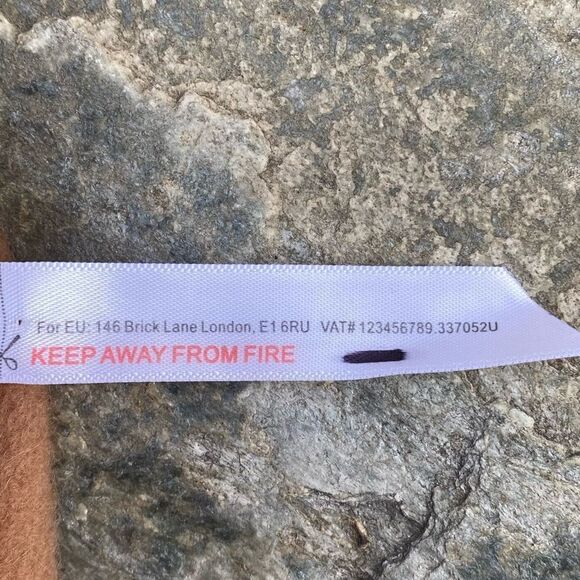 For EU: 146 Brick Lane London, E1 6RU VAT# 123456789.337052U
KEEP AWAY FROM FIRE